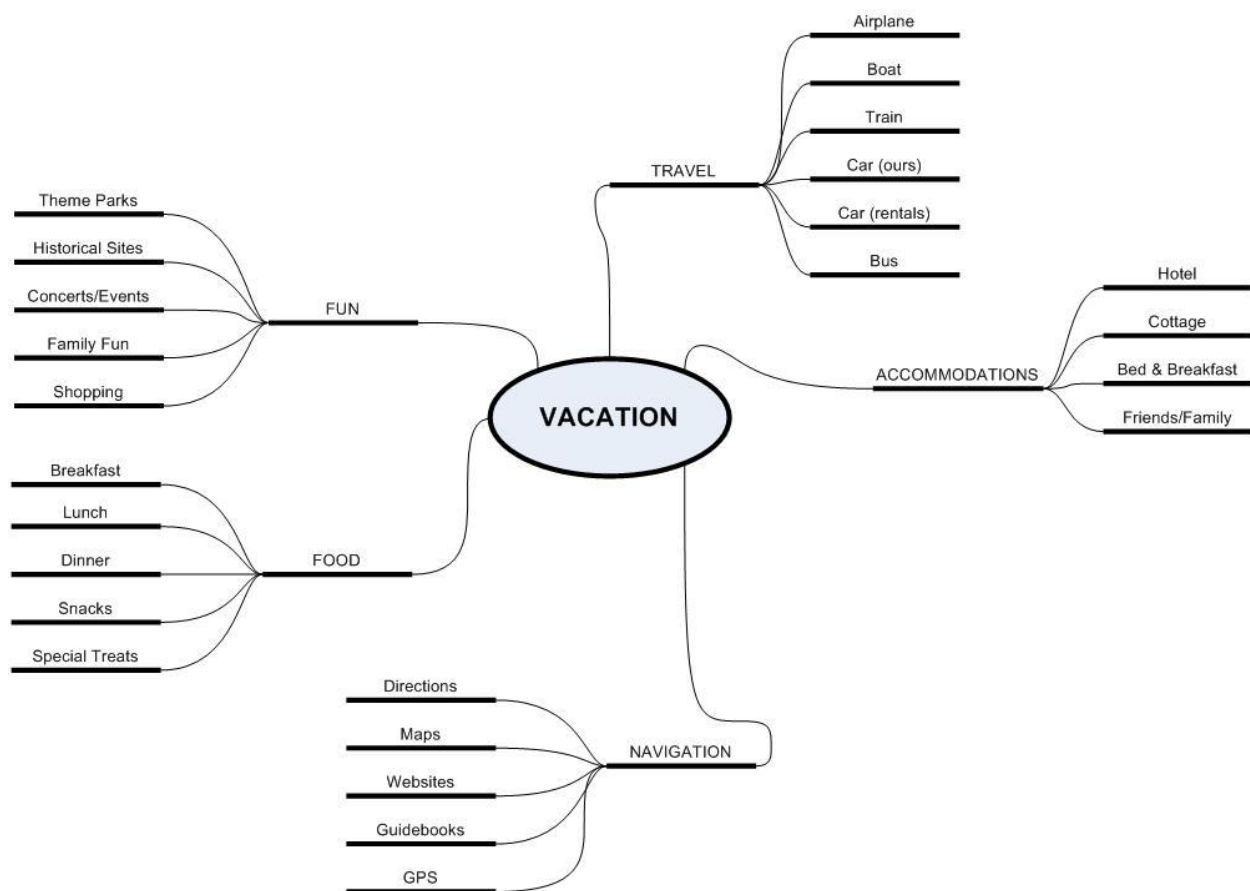 Airplane
Boat
Train
TRAVEL
Car (ours)
Car (rentals)
Bus
Theme Parks
Historical Sites
Concerts/Events
FUN
Family Fun
Shopping
Hotel
Cottage
ACCOMMODATIONS
Bed & Breakfast
Friends/Family
VACATION
Breakfast
Lunch
Dinner
FOOD
Snacks
Special Treats
Directions
Maps
NAVIGATION
Websites
Guidebooks
GPS